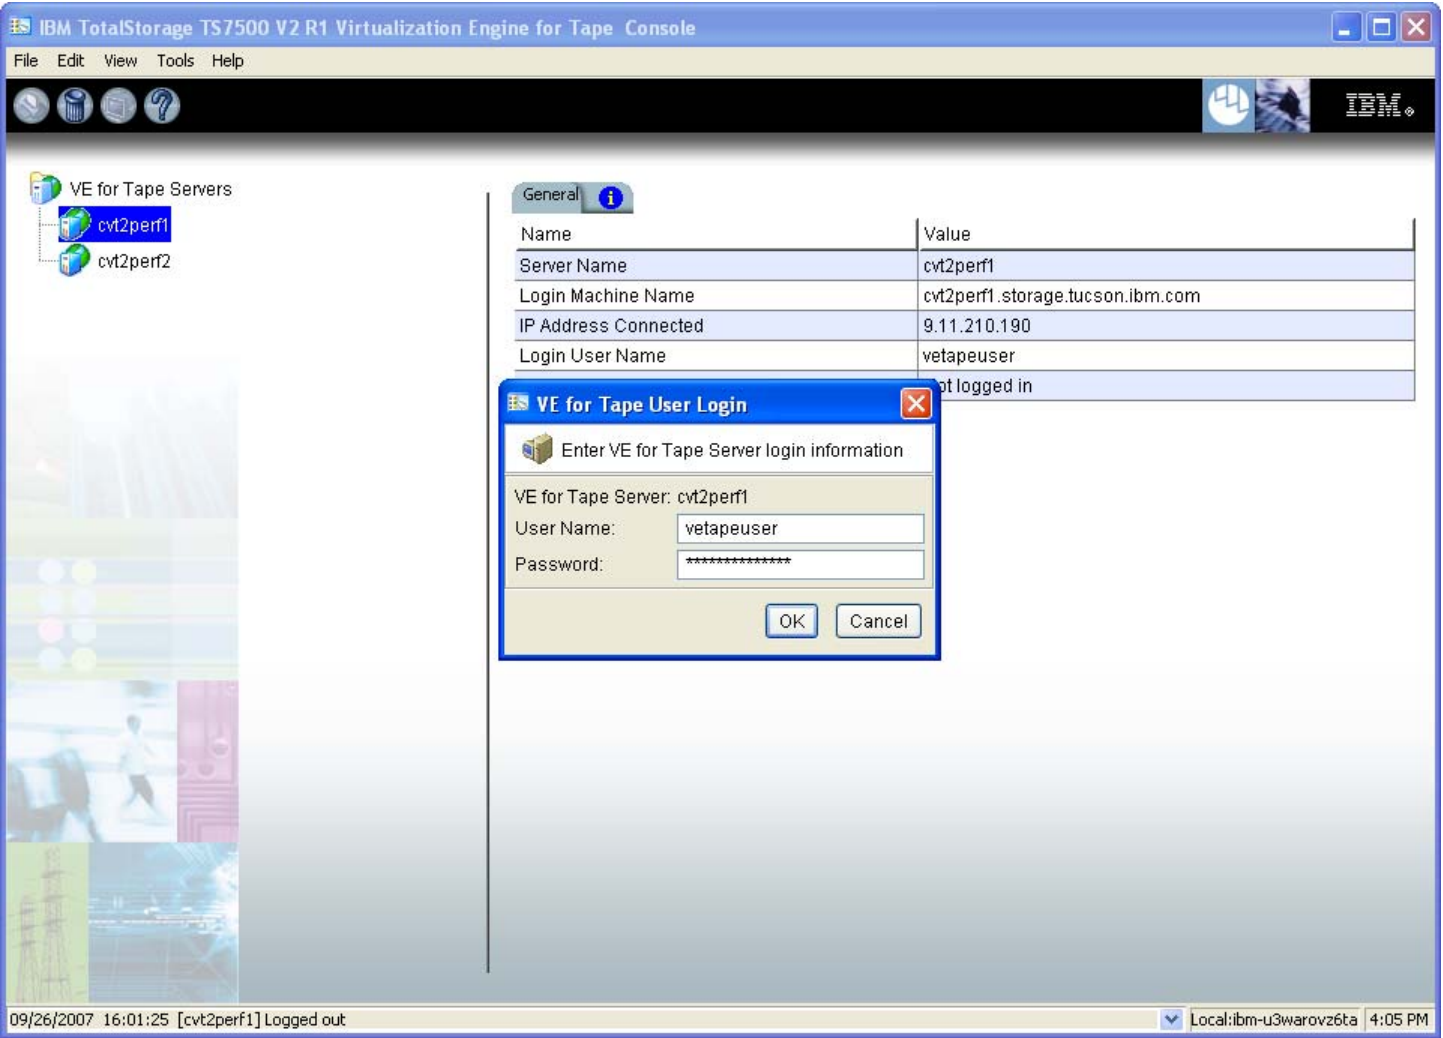 IBM TotalStorage TS7500 V2 R1 Virtualization Engine for Tape Console
File Edit View Tools Help
IBM
VE for Tape Servers
cvt2perf1
cvt2perf2
General
Name Value
Server Name cvt2perf1
Login Machine Name cvt2perf1.storage.tucson.ibm.com
IP Address Connected 9.11.210.190
Login User Name vetapeuser
logged in
VE for Tape User Login
Enter VE for Tape Server login information
VE for Tape Server: cvt2perf1
User Name: vetapeuser
Password: **************
OK Cancel
09/26/2007 16:01:25 [cvt2perf1] Logged out
Local:ibm-u3warovz6ta 4:05 PM